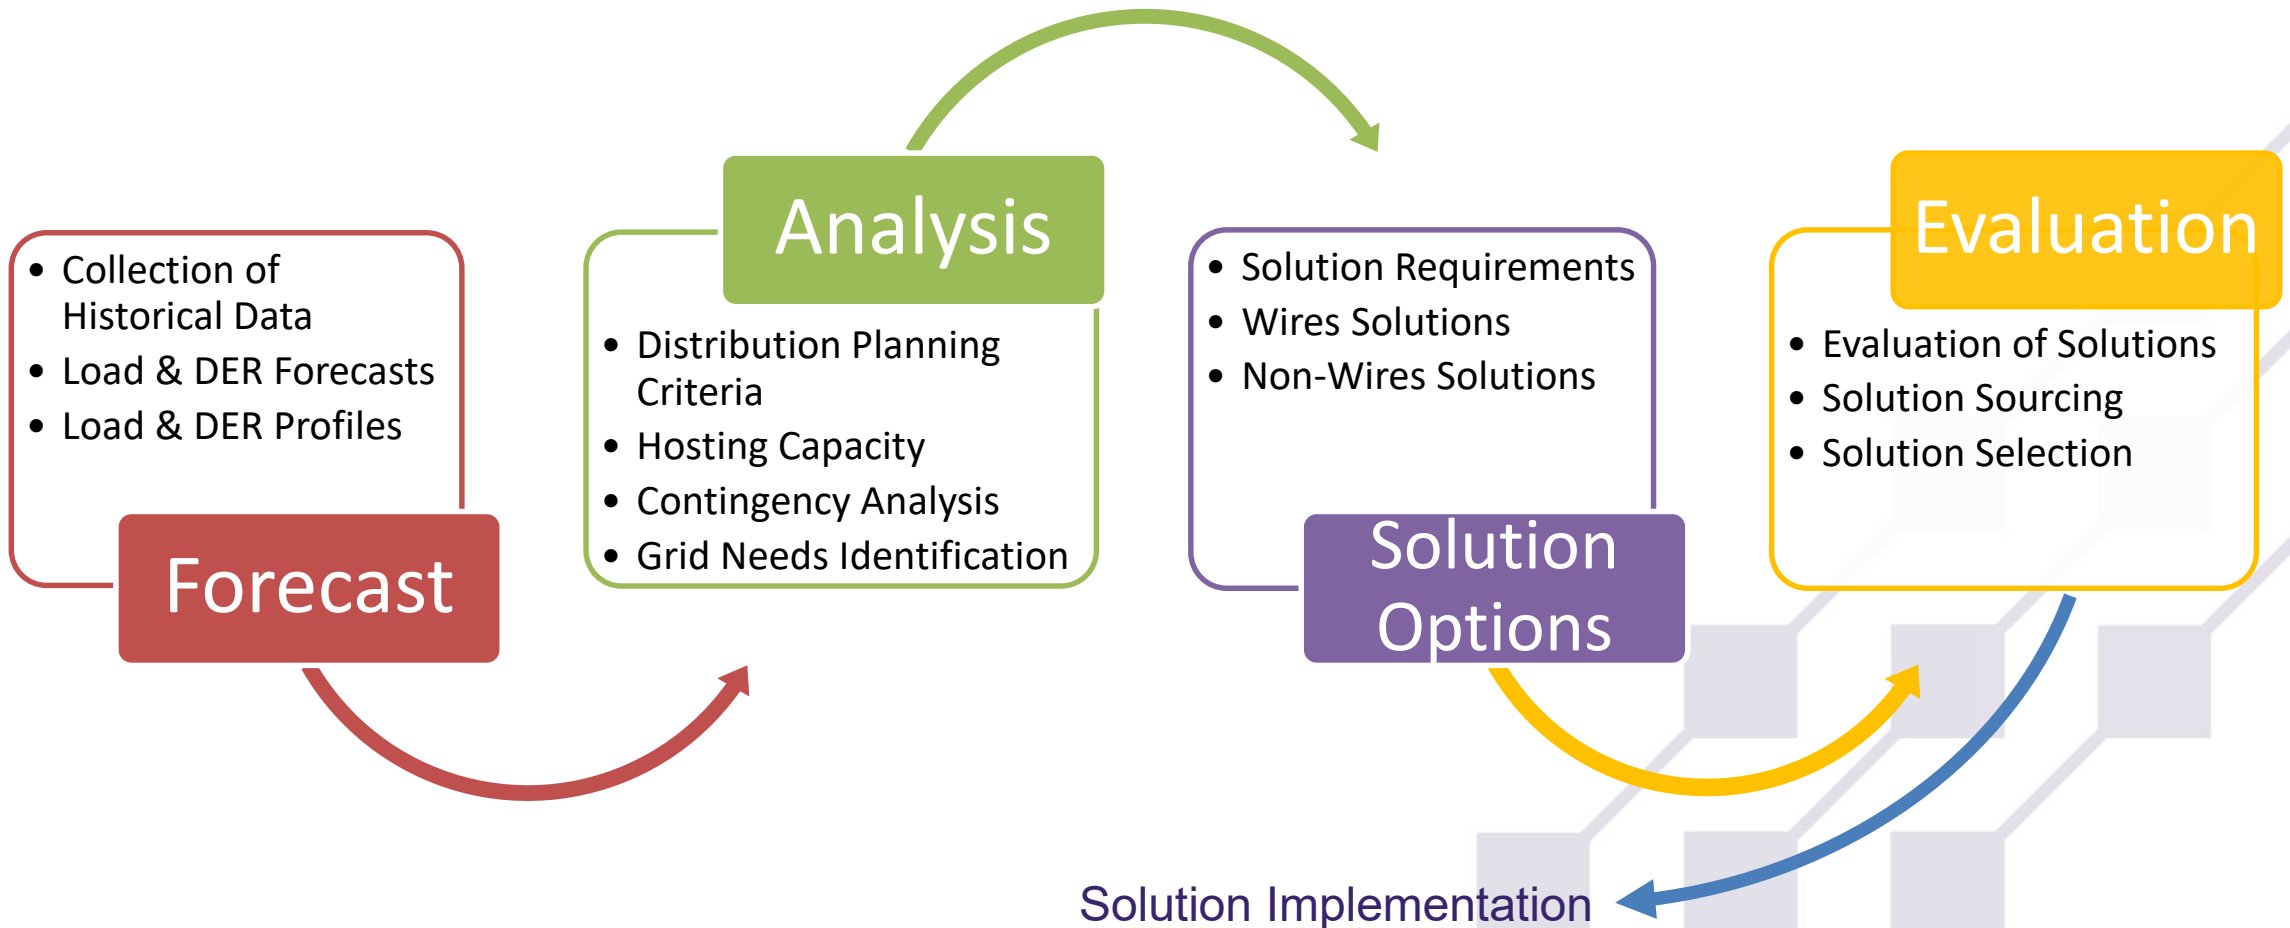 • Collection of
Historical Data
• Load & DER Forecasts
• Load & DER Profiles
Forecast
Analysis
• Distribution Planning
Criteria
• Hosting Capacity
• Contingency Analysis
• Grid Needs Identification
• Solution Requirements
• Wires Solutions
• Non-Wires Solutions
Solution
Options
Evaluation
• Evaluation of Solutions
• Solution Sourcing
• Solution Selection
Solution Implementation